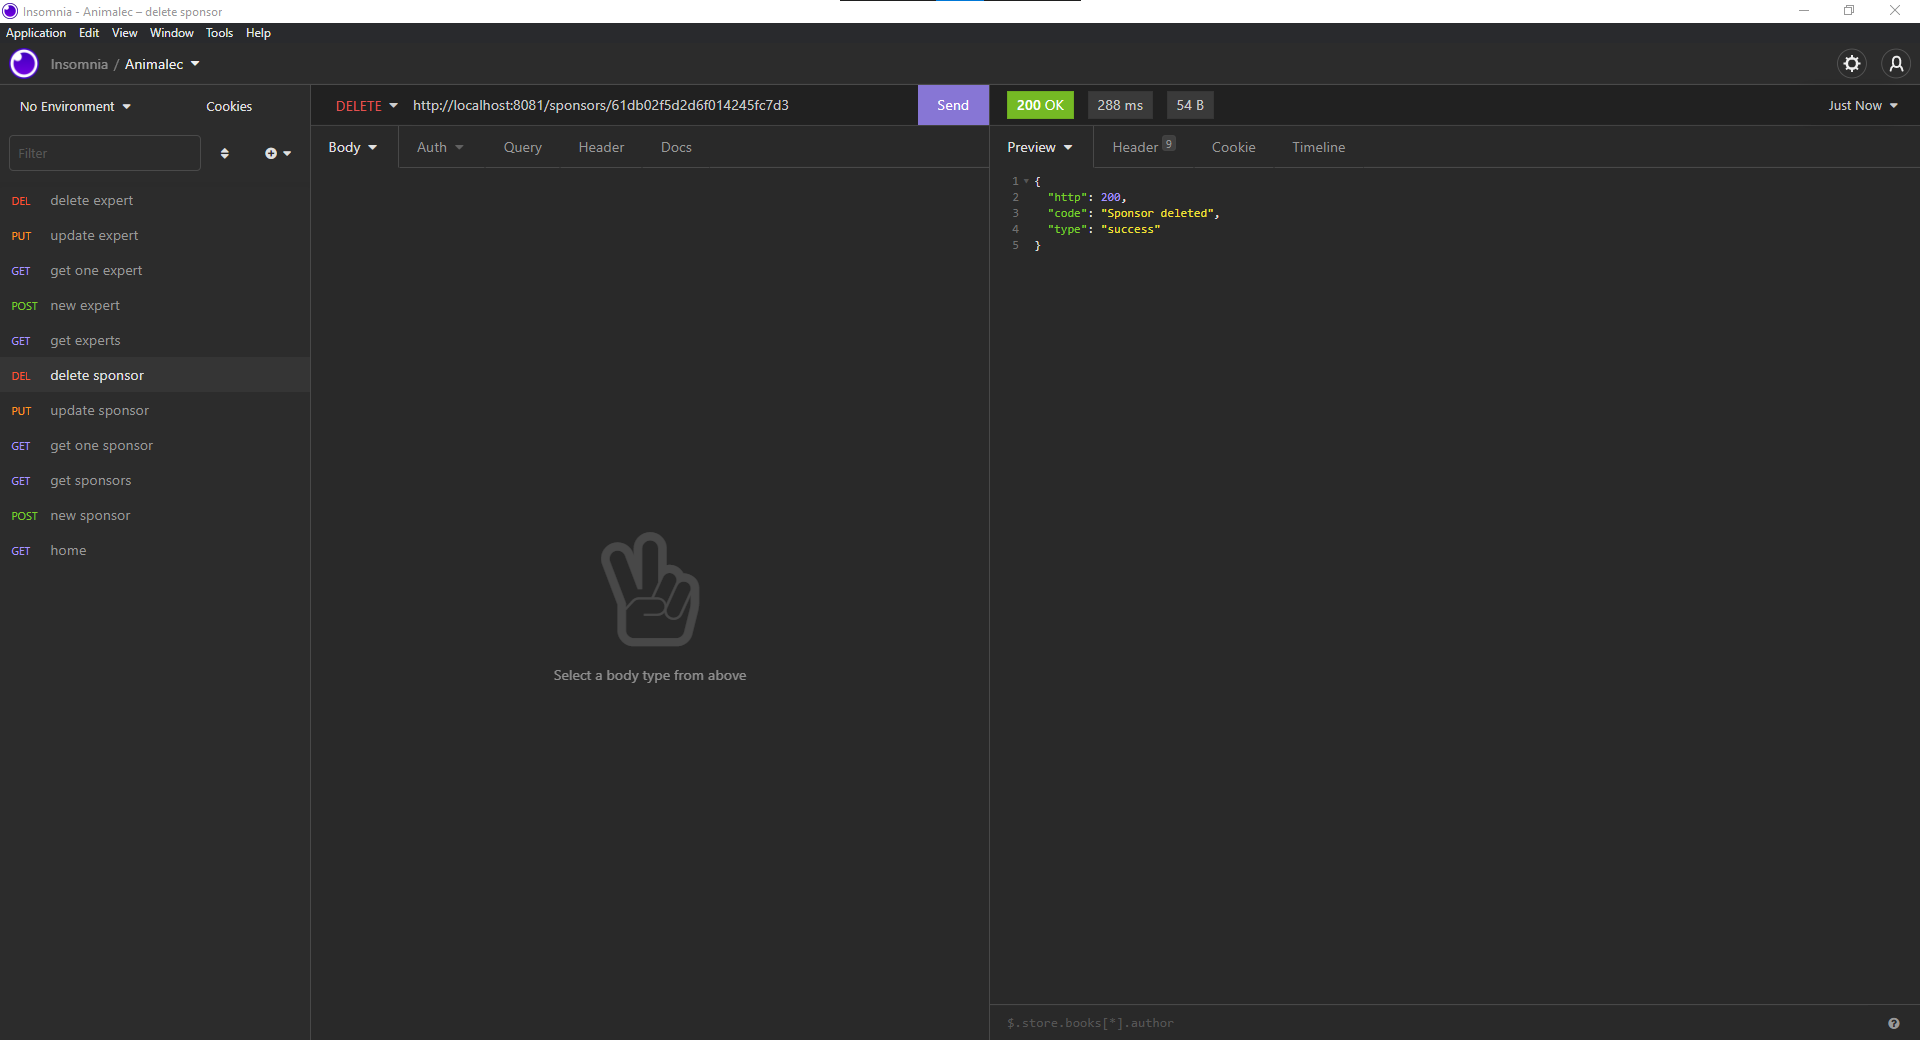 Insomnia - Animalec – delete sponsor
Application Edit View Window Tools Help
Insomnia / Animalec
No Environment
Cookies
Filter
DEL delete expert
PUT update expert
GET get one expert
POST new expert
GET get experts
DEL delete sponsor
PUT update sponsor
GET get one sponsor
GET get sponsors
POST new sponsor
GET home
DELETE http://localhost:8081/sponsors/61db02f5d2d6f014245fc7d3 Send
Body Auth Query Header Docs
Select a body type from above
200 OK 288 ms 54 B Just Now
Preview Header 9 Cookie Timeline
1 {
2 "http": 200,
3 "code": "Sponsor deleted",
4 "type": "success"
5 }
$.store.books[*].author